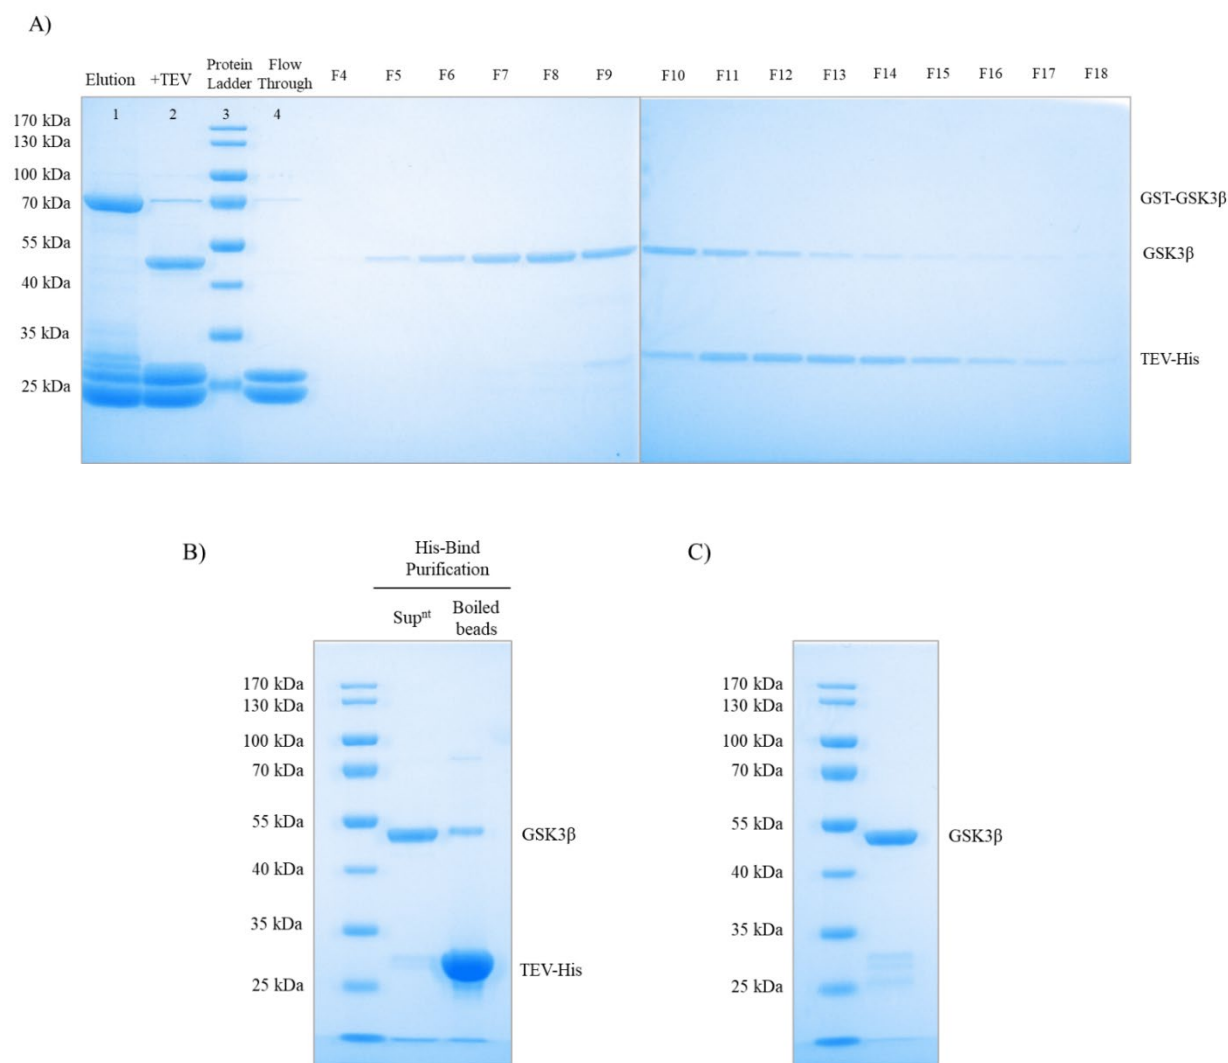 A)
Elution +TEV Protein Ladder Flow Through F4 F5 F6 F7 F8 F9 F10 F11 F12 F13 F14 F15 F16 F17 F18
1 2 3 4
170 kDa
130 kDa
100 kDa
70 kDa GST-GSK3β
55 kDa GSK3β
40 kDa
35 kDa TEV-His
25 kDa
B)
His-Bind
Purification
Supⁿᵗ Boiled beads
170 kDa
130 kDa
100 kDa
70 kDa
55 kDa GSK3β
40 kDa
35 kDa
25 kDa TEV-His
C)
170 kDa
130 kDa
100 kDa
70 kDa
55 kDa GSK3β
40 kDa
35 kDa
25 kDa